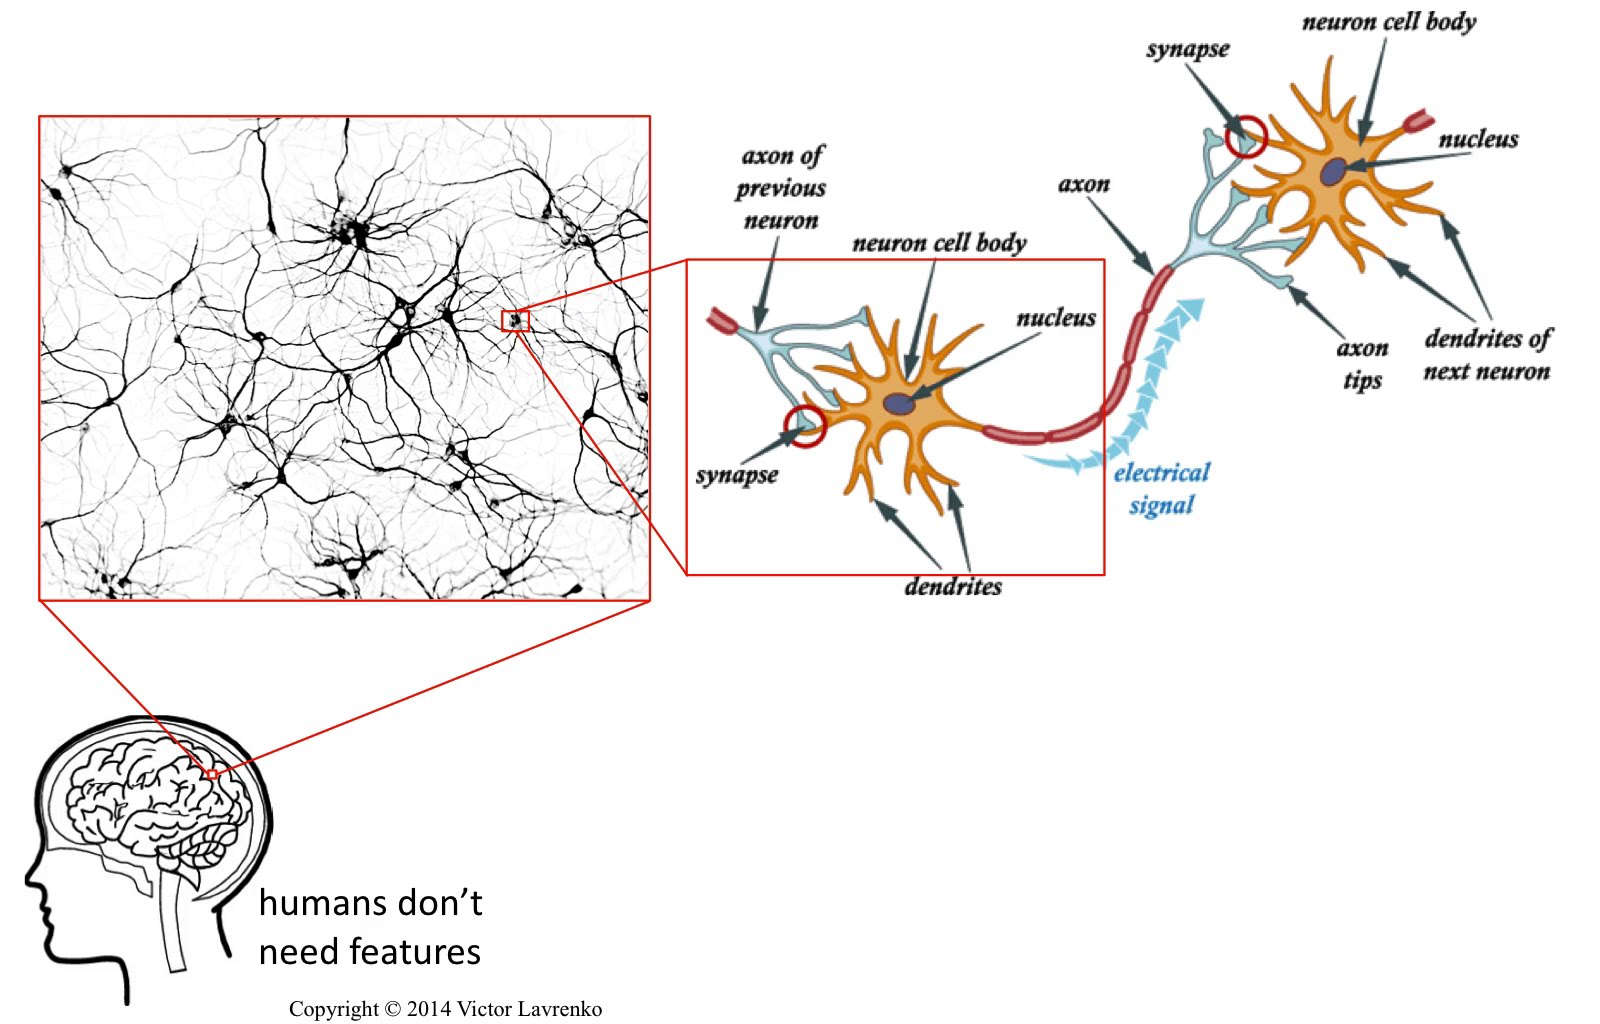 neuron cell body
synapse
nucleus
axon of
previous
neuron
axon
neuron cell body
nucleus
axon
tips
dendrites of
next neuron
synapse
electrical
signal
dendrites
humans don’t
need features
Copyright © 2014 Victor Lavrenko